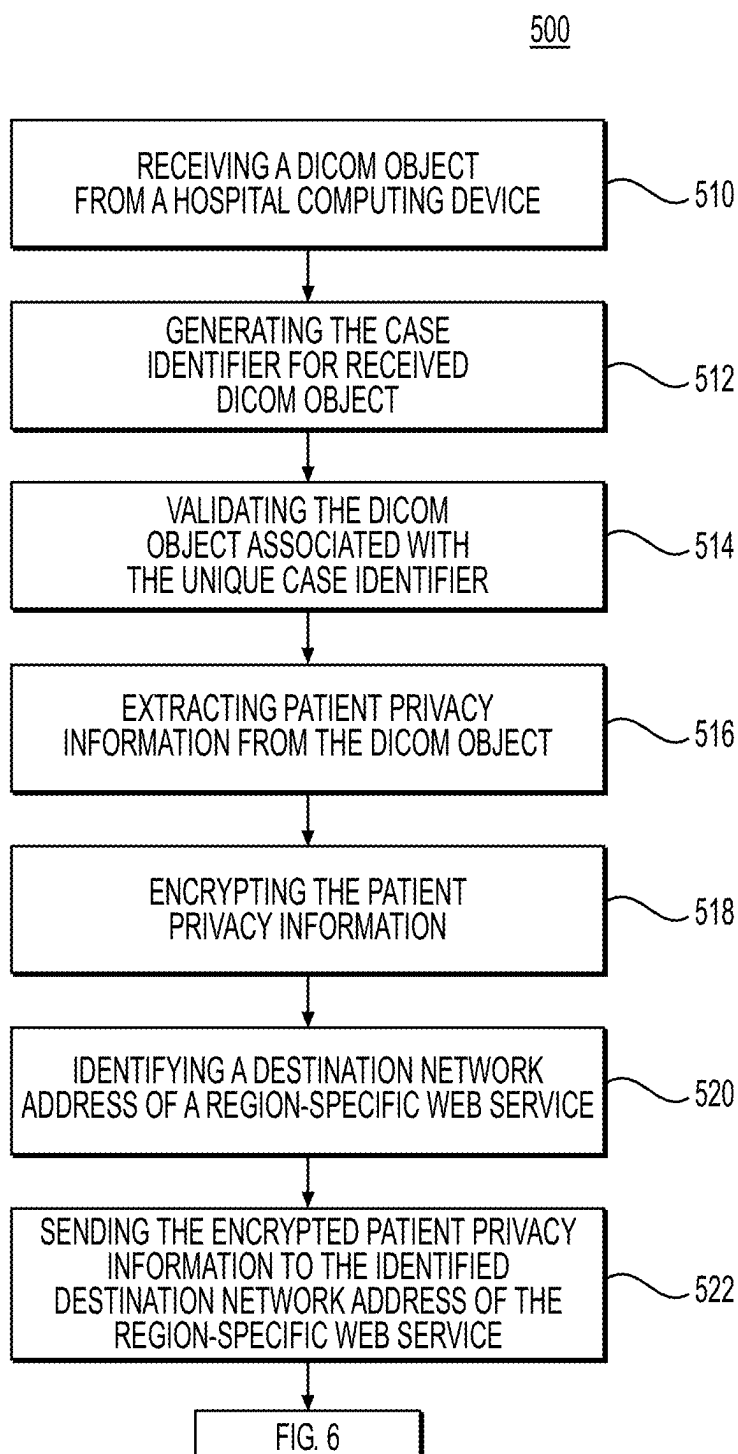 500
RECEIVING A DICOM OBJECT
FROM A HOSPITAL COMPUTING DEVICE
510
GENERATING THE CASE
IDENTIFIER FOR RECEIVED
DICOM OBJECT
512
VALIDATING THE DICOM
OBJECT ASSOCIATED WITH
THE UNIQUE CASE IDENTIFIER
514
EXTRACTING PATIENT PRIVACY
INFORMATION FROM THE DICOM OBJECT
516
ENCRYPTING THE PATIENT
PRIVACY INFORMATION
518
IDENTIFYING A DESTINATION NETWORK
ADDRESS OF A REGION-SPECIFIC WEB SERVICE
520
SENDING THE ENCRYPTED PATIENT PRIVACY
INFORMATION TO THE IDENTIFIED
DESTINATION NETWORK ADDRESS OF THE
REGION-SPECIFIC WEB SERVICE
522
FIG. 6